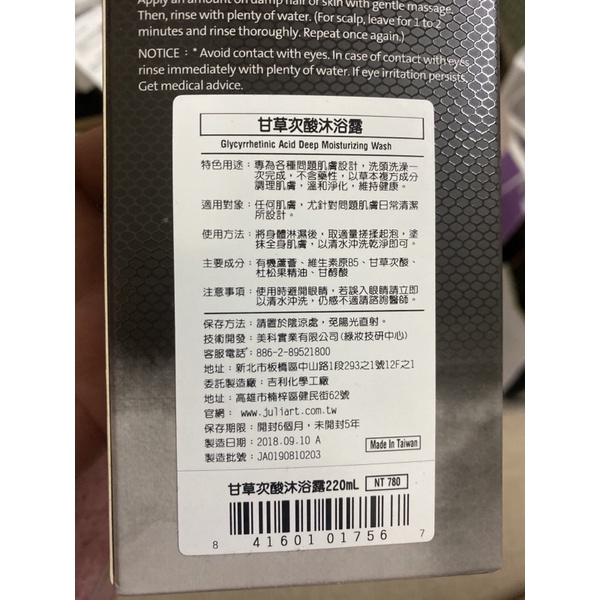 Apply an amount on damp hair or skin with gentle massage.
Then, rinse with plenty of water. (For scalp, leave for 1 to 2
minutes and rinse thoroughly. Repeat once again.)
NOTICE：* Avoid contact with eyes. In case of contact with eyes
rinse immediately with plenty of water. If eye irritation persists,
Get medical advice.
甘草次酸沐浴露
Glycyrrhetinic Acid Deep Moisturizing Wash
特色用途：專為各種問題肌膚設計，洗頭洗澡一
次完成，不含藥性，以草本複方成分
調理肌膚，溫和淨化，維持健康。
適用對象：任何肌膚，尤針對問題肌膚日常清潔
所設計。
使用方法：將身體淋濕後，取適量搓揉起泡，塗
抹全身肌膚，以清水沖洗乾淨即可。
主要成分：有機蘆薈、維生素原B5、甘草次酸、
杜松果精油、甘醇酸
注意事項：使用時避開眼睛，若誤入眼睛請立即
以清水沖洗，仍感不適請諮詢醫師。
保存方法：請置於陰涼處，免陽光直射。
技術開發：美科實業有限公司(綠妝技研中心)
客服電話：886-2-89521800
地址：新北市板橋區中山路1段293之1號12F之1
委託製造廠：吉利化學工廠
地址：高雄市楠梓區健民街62號
官網：www.juliart.com.tw
保存期限：開封6個月，未開封5年
製造日期：2018.09.10 A
Made In Taiwan
製造批號：JA0190810203
甘草次酸沐浴露220mL
NT 780
8 41601 01756 7